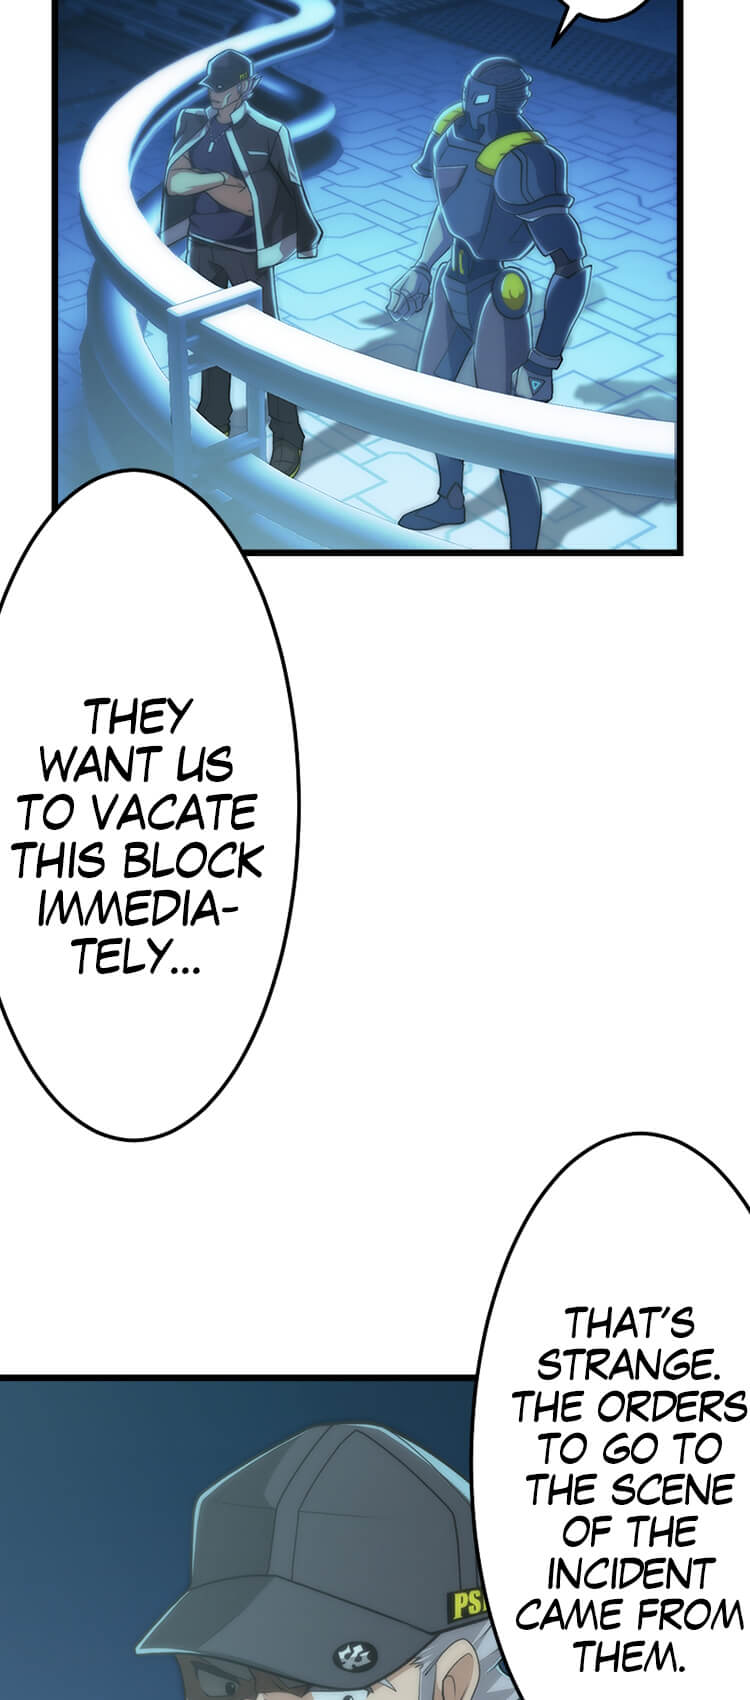 THEY
WANT US
TO VACATE
THIS BLOCK
IMMEDIA-
TELY...
THAT'S
STRANGE.
THE ORDERS
TO GO TO
THE SCENE
OF THE
INCIDENT
CAME FROM
THEM.